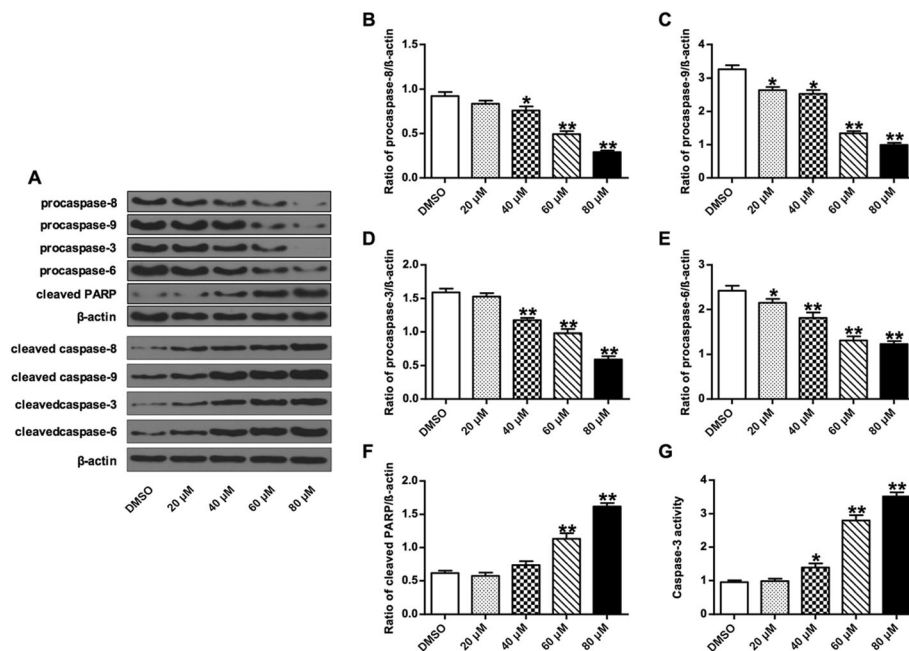 A
procaspase-8
procaspase-9
procaspase-3
procaspase-6
cleaved PARP
β-actin
cleaved caspase-8
cleaved caspase-9
cleavedcaspase-3
cleavedcaspase-6
β-actin
DMSO 20 μM 40 μM 60 μM 80 μM
B
Ratio of procaspase-8/ß-actin
1.5
1.0
0.5
0.0
* ** **
DMSO 20 μM 40 μM 60 μM 80 μM
C
Ratio of procaspase-9/ß-actin
4
3
2
1
0
* * ** **
DMSO 20 μM 40 μM 60 μM 80 μM
D
Ratio of procaspase-3/ß-actin
2.0
1.5
1.0
0.5
0.0
** ** **
DMSO 20 μM 40 μM 60 μM 80 μM
E
Ratio of procaspase-6/ß-actin
3
2
1
0
* ** ** **
DMSO 20 μM 40 μM 60 μM 80 μM
F
Ratio of cleaved PARP/ß-actin
2.0
1.5
1.0
0.5
0.0
** **
DMSO 20 μM 40 μM 60 μM 80 μM
G
Caspase-3 activity
4
3
2
1
0
* ** **
DMSO 20 μM 40 μM 60 μM 80 μM